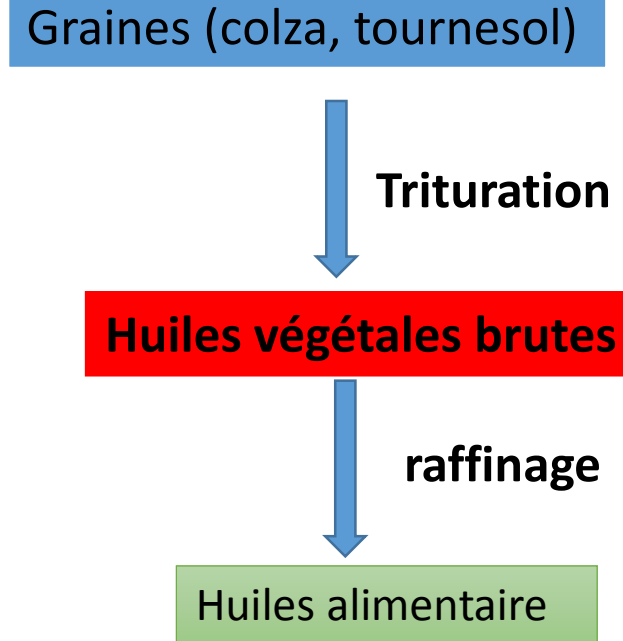 Graines (colza, tournesol)
Trituration
Huiles végétales brutes
raffinage
Huiles alimentaire